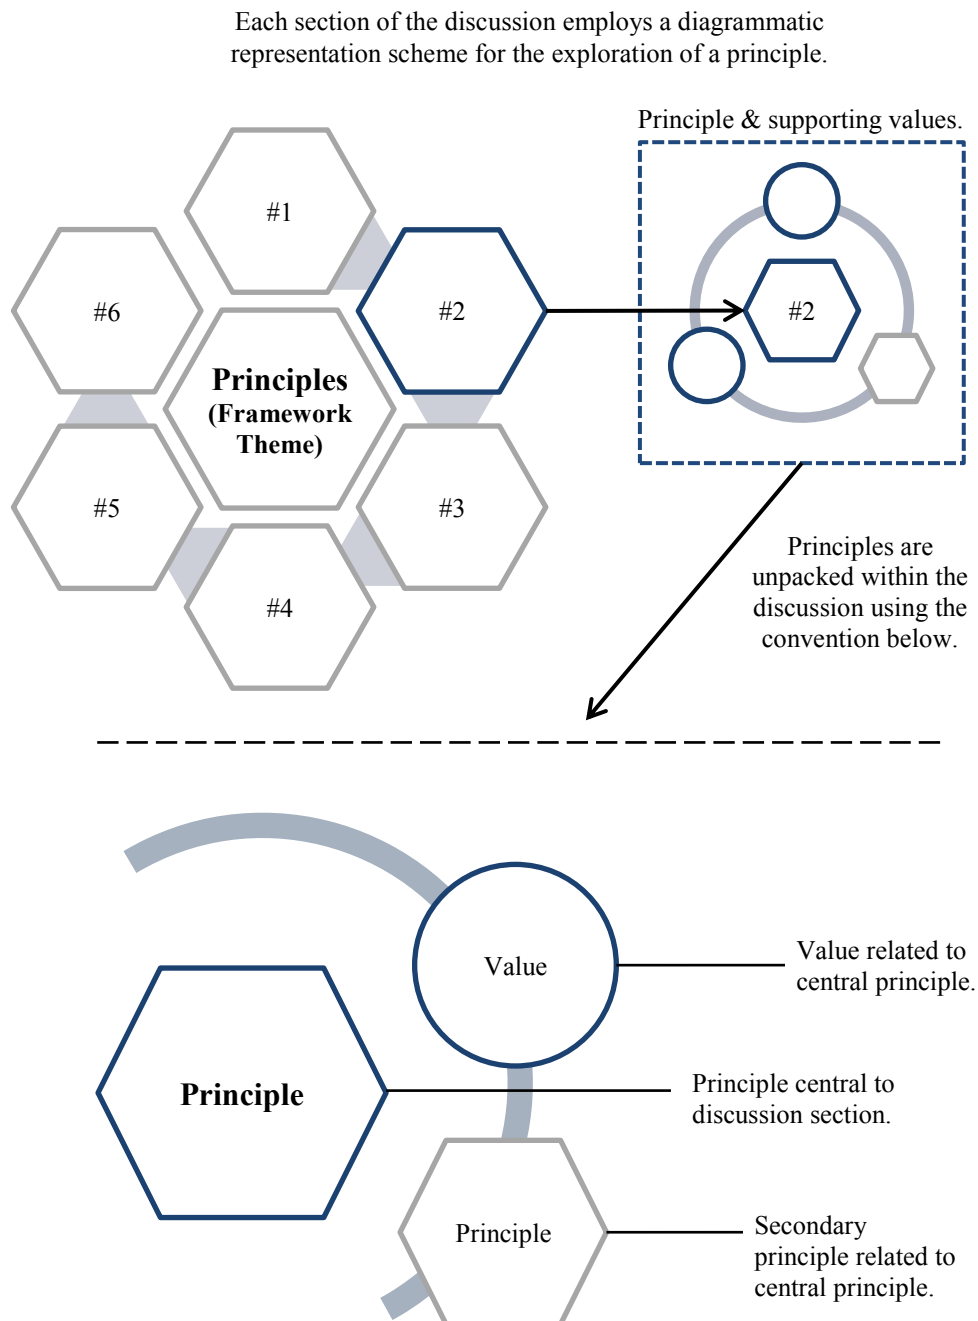 Each section of the discussion employs a diagrammatic
representation scheme for the exploration of a principle.
Principle & supporting values.
#1
#2
#6
#2
Principles
(Framework
Theme)
#5
#3
#4
Principles are
unpacked within the
discussion using the
convention below.
Value
Value related to
central principle.
Principle
Principle central to
discussion section.
Principle
Secondary
principle related to
central principle.